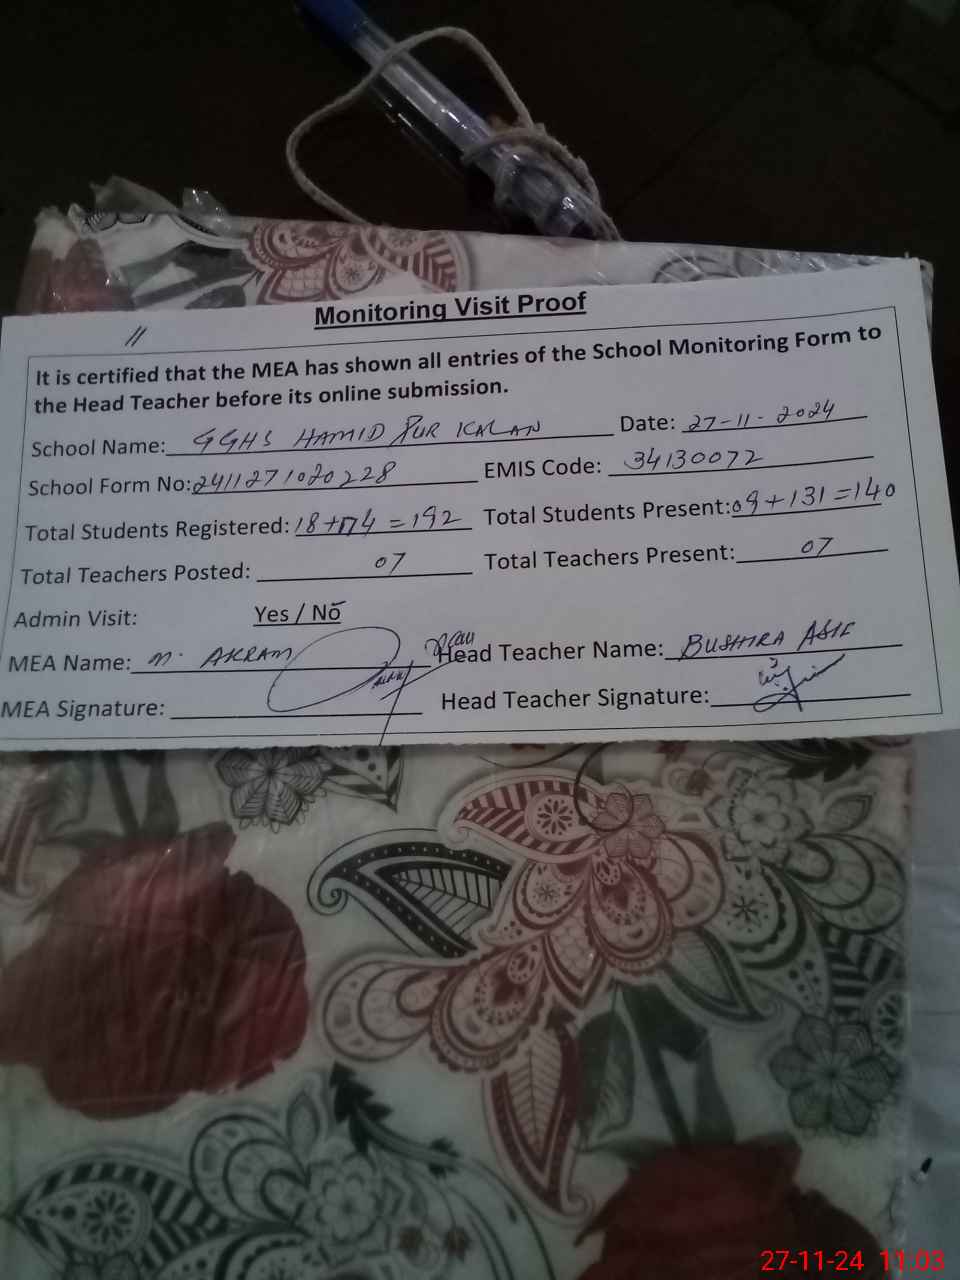 Monitoring Visit Proof
11
It is certified that the MEA has shown all entries of the School Monitoring Form to
the Head Teacher before its online submission.
School Name: GGHS HAMID PUR KALAN Date: 27-11-2024
School Form No: 2411271020228 EMIS Code: 34130072
Total Students Registered: 18+174=192 Total Students Present: 09+131=140
Total Teachers Posted: 07 Total Teachers Present: 07
Admin Visit: Yes / No
MEA Name: M. AKRAM Head Teacher Name: BUSHRA ASIF
MEA Signature: Head Teacher Signature:
27-11-24 11:03